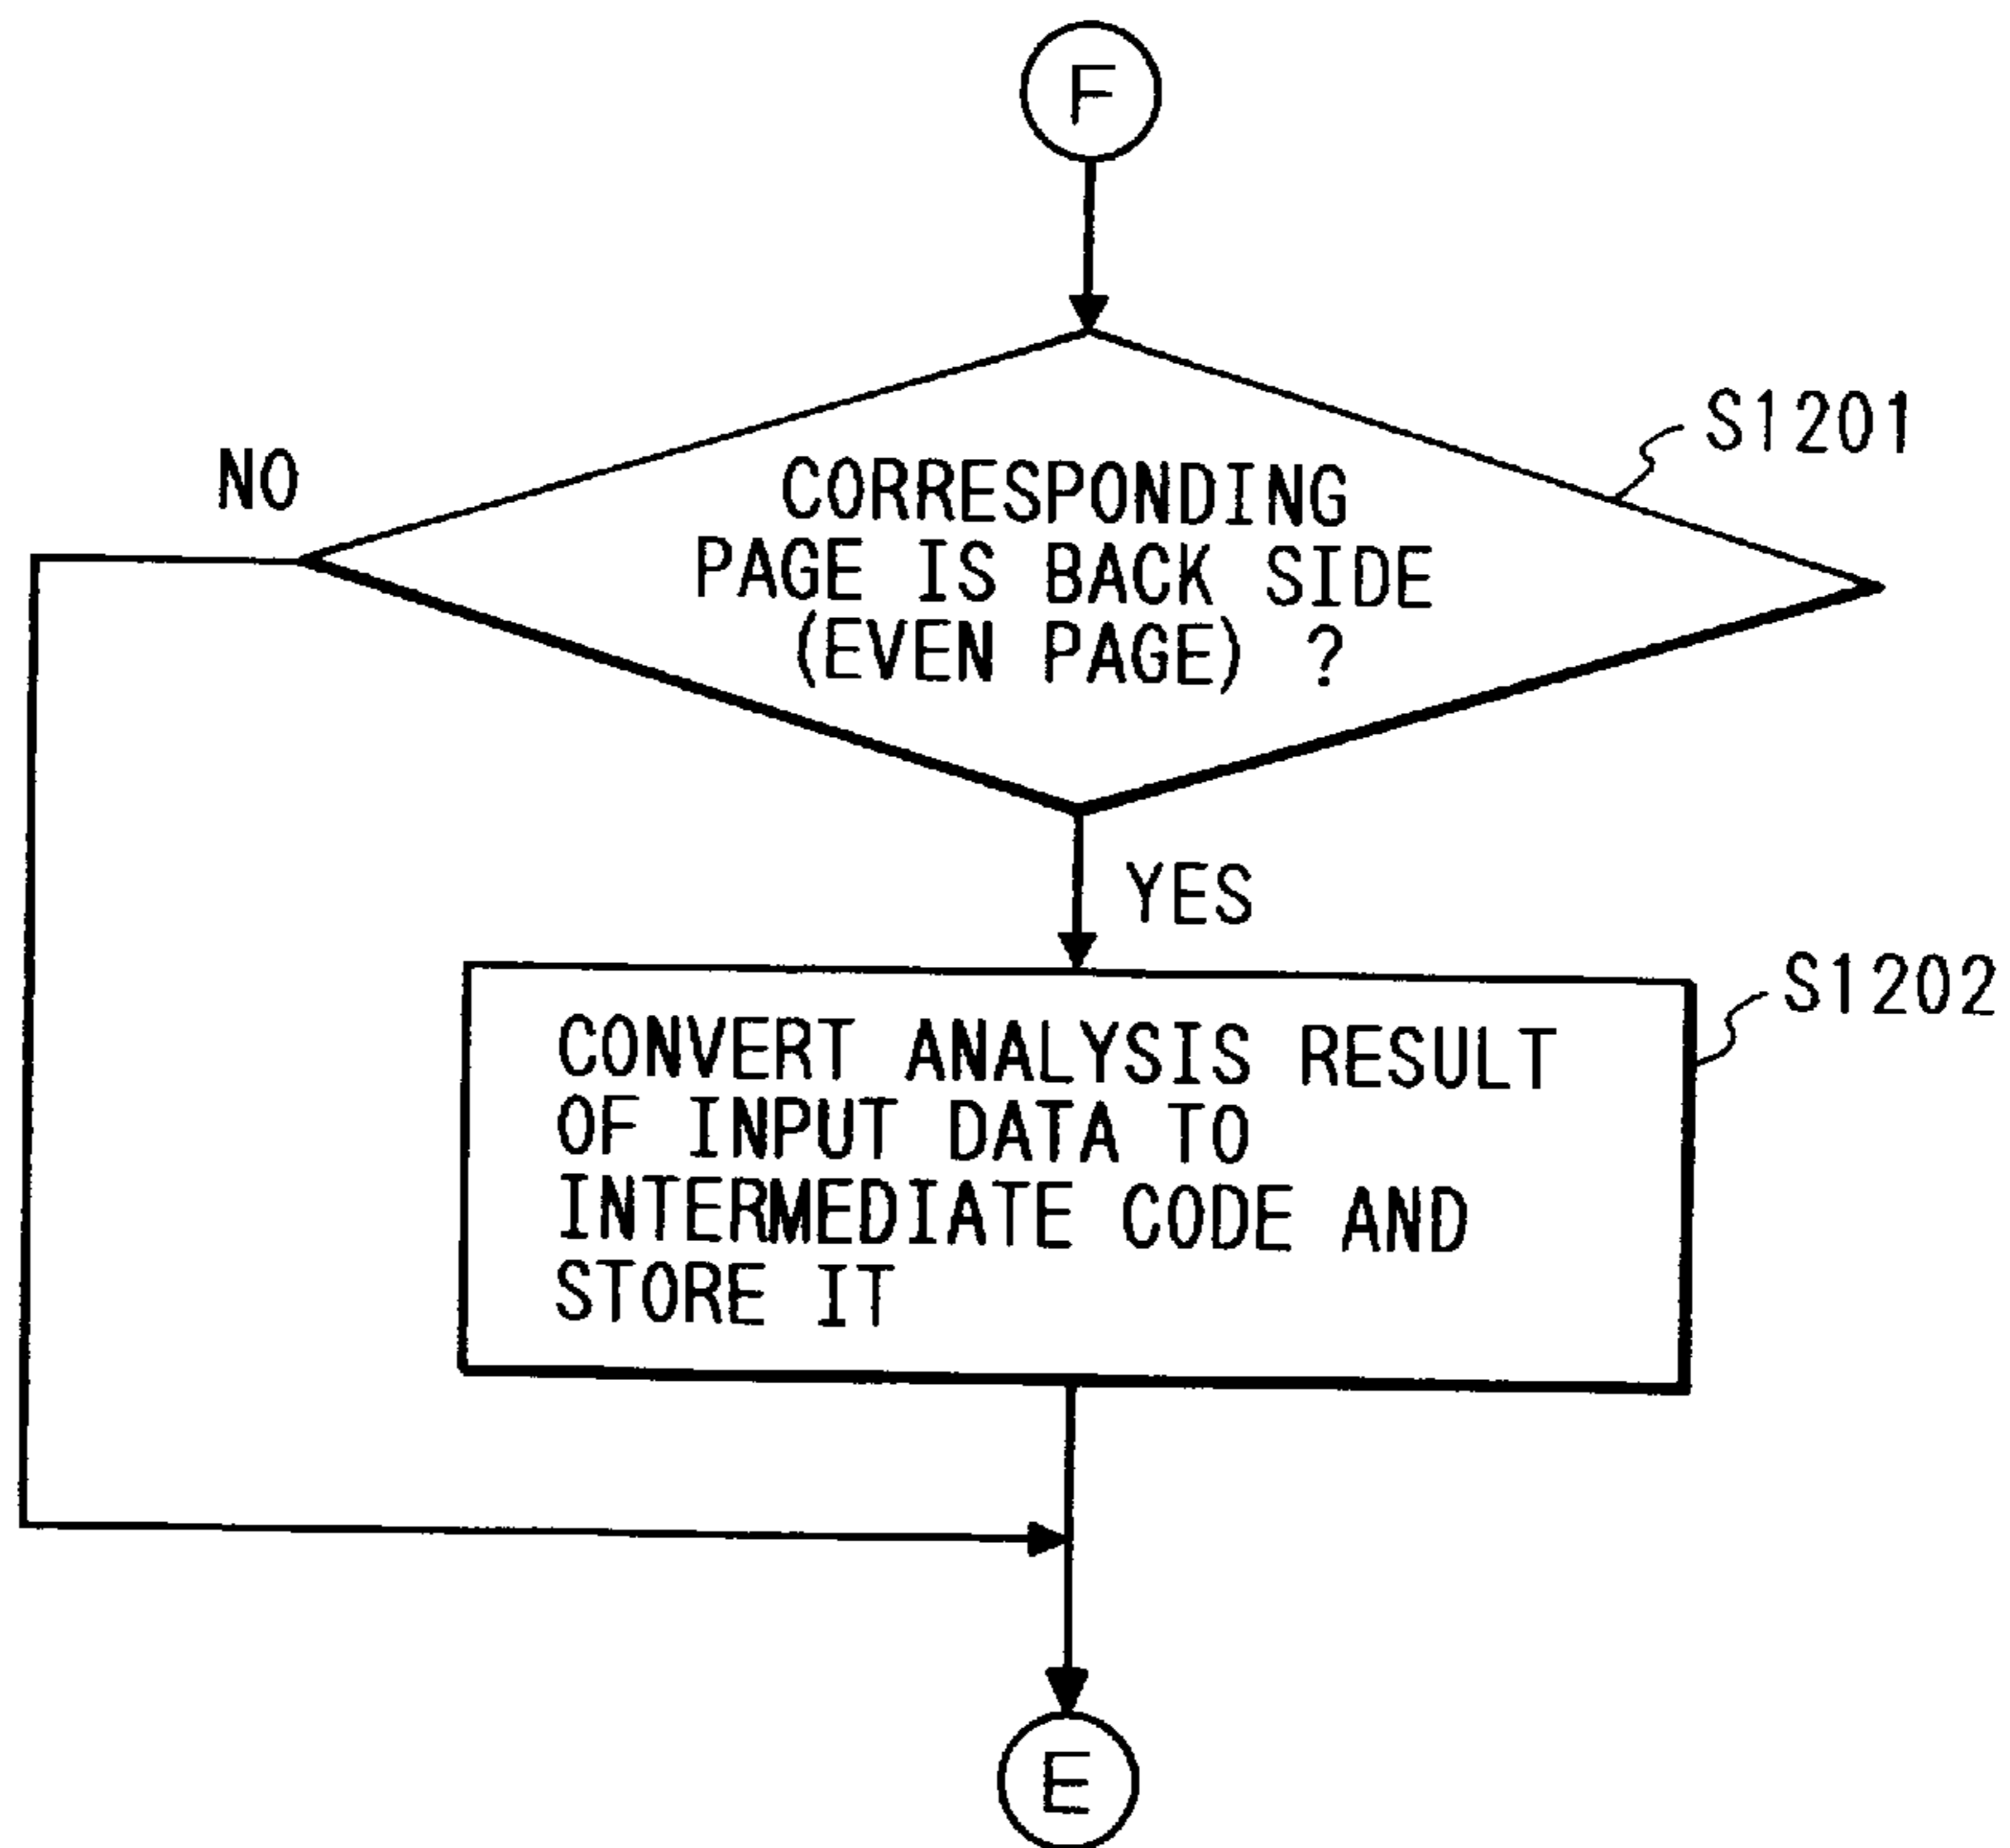 F
S1201
NO
CORRESPONDING
PAGE IS BACK SIDE
(EVEN PAGE) ?
YES
S1202
CONVERT ANALYSIS RESULT
OF INPUT DATA TO
INTERMEDIATE CODE AND
STORE IT
E